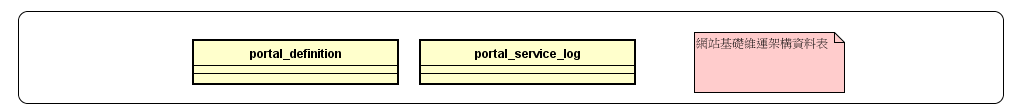 portal_definition
portal_service_log
網站基礎維運架構資料表